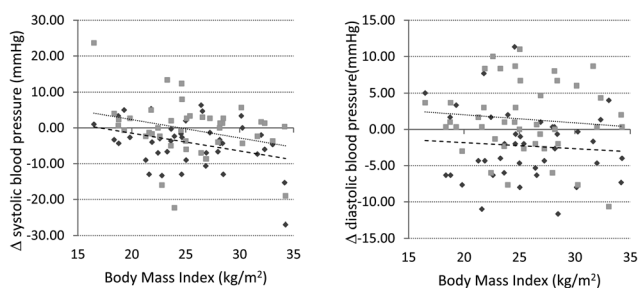 Δ systolic blood pressure (mmHg)
30.00
20.00
10.00
0.00
-10.00
-20.00
-30.00
15 20 25 30 35
Body Mass Index (kg/m²)
Δ diastolic blood pressure(mmHg)
15.00
10.00
5.00
0.00
-5.00
-10.00
-15.00
15 20 25 30 35
Body Mass Index (kg/m²)